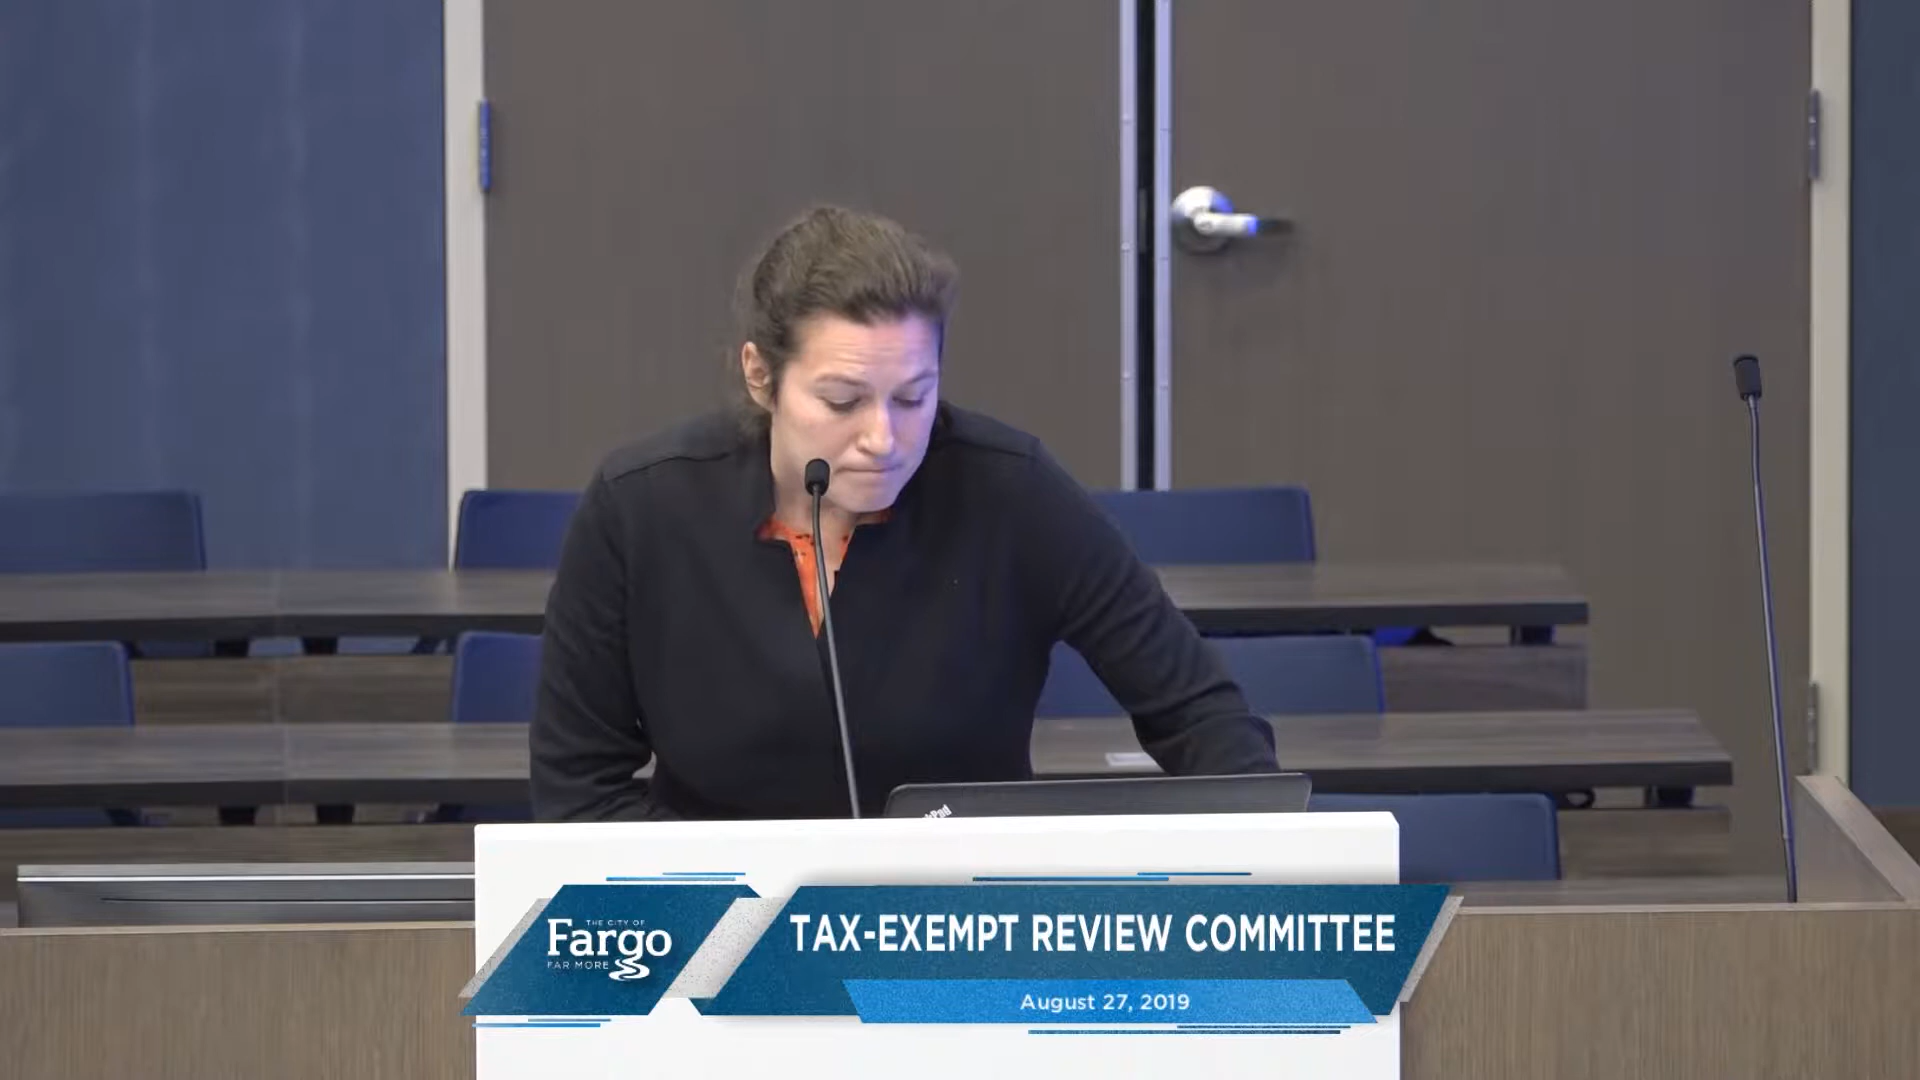 THE CITY OF
Fargo
FAR MORE
TAX-EXEMPT REVIEW COMMITTEE
August 27, 2019